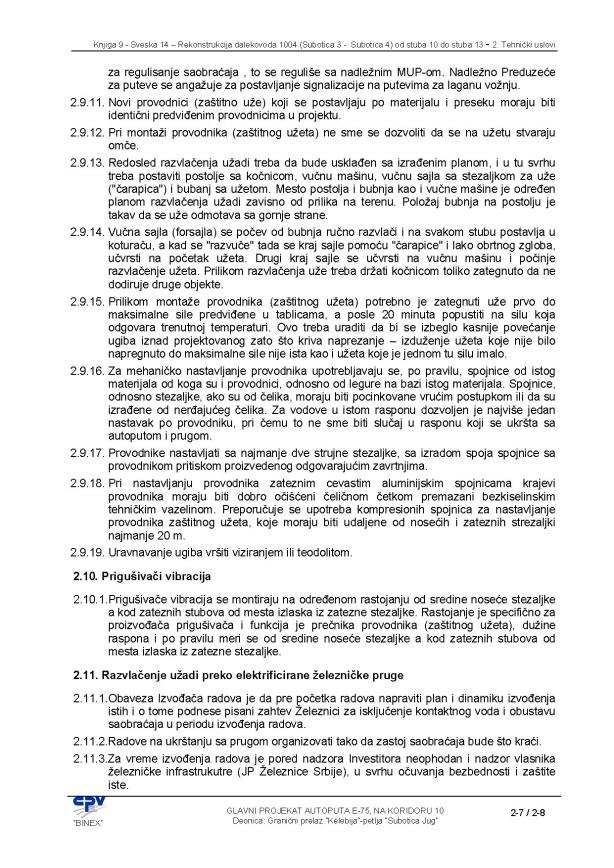 Knjiga 9 - Sveska 14 – Rekonstrukcija dalekovoda 1004 (Subotica 3 - Subotica 4) od stuba 10 do stuba 13 - 2. Tehnički uslovi
za regulisanje saobraćaja , to se reguliše sa nadležnim MUP-om. Nadležno Preduzeće
za puteve se angažuje za postavljanje signalizacije na putevima za laganu vožnju.
2.9.11. Novi provodnici (zaštitno uže) koji se postavljaju po materijalu i preseku moraju biti
identični predviđenim provodnicima u projektu.
2.9.12. Pri montaži provodnika (zaštitnog užeta) ne sme se dozvoliti da se na užetu stvaraju
omče.
2.9.13. Redosled razvlačenja užadi treba da bude usklađen sa izrađenim planom, i u tu svrhu
treba postaviti postolje sa kočnicom, vučnu mašinu, vučnu sajla sa stezaljkom za uže
("čarapica") i bubanj sa užetom. Mesto postolja i bubnja kao i vučne mašine je određen
planom razvlačenja užadi zavisno od prilika na terenu. Položaj bubnja na postolju je
takav da se uže odmotava sa gornje strane.
2.9.14. Vučna sajla (forsajla) se počev od bubnja ručno razvlači i na svakom stubu postavlja u
koturaču, a kad se "razvuče" tada se kraj sajle pomoću "čarapice" i lako obrtnog zgloba,
učvrsti na početak užeta. Drugi kraj sajle se učvrsti na vučnu mašinu i počinje
razvlačenje užeta. Prilikom razvlačenja uže treba držati kočnicom toliko zategnuto da ne
dodiruje druge objekte.
2.9.15. Prilikom montaže provodnika (zaštitnog užeta) potrebno je zategnuti uže prvo do
maksimalne sile predviđene u tablicama, a posle 20 minuta popustiti na silu koja
odgovara trenutnoj temperaturi. Ovo treba uraditi da bi se izbeglo kasnije povećanje
ugiba iznad projektovanog zato što kriva naprezanje – izduženje užeta koje nije bilo
napregnuto do maksimalne sile nije ista kao i užeta koje je jednom tu silu imalo.
2.9.16. Za mehaničko nastavljanje provodnika upotrebljavaju se, po pravilu, spojnice od istog
materijala od koga su i provodnici, odnosno od legure na bazi istog materijala. Spojnice,
odnosno stezaljke, ako su od čelika, moraju biti pocinkovane vrućim postupkom ili da su
izrađene od nerđajućeg čelika. Za vodove u istom rasponu dozvoljen je najviše jedan
nastavak po provodniku, pri čemu to ne sme biti slučaj u rasponu koji se ukršta sa
autoputom i prugom.
2.9.17. Provodnike nastavljati sa najmanje dve strujne stezaljke, sa izradom spoja spojnice sa
provodnikom pritiskom proizvedenog odgovarajućim zavrtnjima.
2.9.18. Pri nastavljanju provodnika zateznim cevastim aluminijskim spojnicama krajevi
provodnika moraju biti dobro očišćeni čeličnom četkom premazani bezkiselinskim
tehničkim vazelinom. Preporučuje se upotreba kompresionih spojnica za nastavljanje
provodnika zaštitnog užeta, koje moraju biti udaljene od nosećih i zateznih strezaljki
najmanje 20 m.
2.9.19. Uravnavanje ugiba vršiti viziranjem ili teodolitom.
2.10. Prigušivači vibracija
2.10.1.Prigušivače vibracija se montiraju na određenom rastojanju od sredine noseće stezaljke
a kod zateznih stubova od mesta izlaska iz zatezne stezaljke. Rastojanje je specifično za
proizvođača prigušivača i funkcija je prečnika provodnika (zaštitnog užeta), dužine
raspona i po pravilu meri se od sredine noseće stezaljke a kod zateznih stubova od
mesta izlaska iz zatezne stezaljke.
2.11. Razvlačenje užadi preko elektrificirane železničke pruge
2.11.1.Obaveza Izvođača radova je da pre početka radova napraviti plan i dinamiku izvođenja
istih i o tome podnese pisani zahtev Železnici za isključenje kontaktnog voda i obustavu
saobraćaja u periodu izvođenja radova.
2.11.2.Radove na ukrštanju sa prugom organizovati tako da zastoj saobraćaja bude što kraći.
2.11.3.Za vreme izvođenja radova je pored nadzora Investitora neophodan i nadzor vlasnika
železničke infrastrukutre (JP Železnice Srbije), u svrhu očuvanja bezbednosti i zaštite
iste.
CPV
"BINEX"
GLAVNI PROJEKAT AUTOPUTA E-75, NA KORIDORU 10
Deonica: Granični prelaz "Kelebija"-petlja "Subotica Jug"
2-7 / 2-8